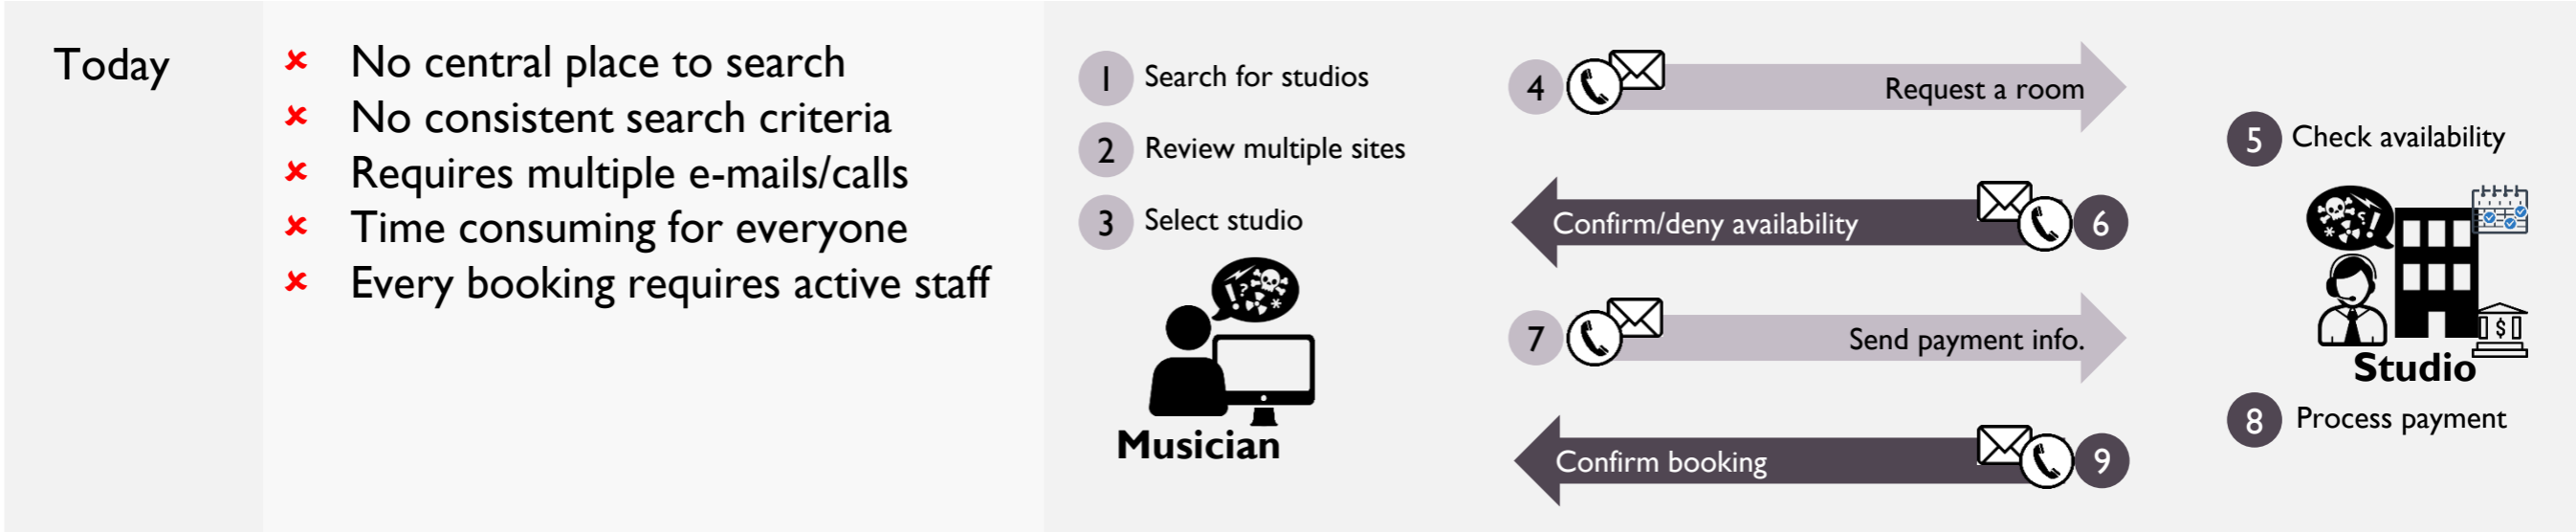 Today
No central place to search
No consistent search criteria
Requires multiple e-mails/calls
Time consuming for everyone
Every booking requires active staff
1 Search for studios
2 Review multiple sites
3 Select studio
Musician
4 Request a room
5 Check availability
Confirm/deny availability 6
7 Send payment info.
Studio
8 Process payment
Confirm booking 9